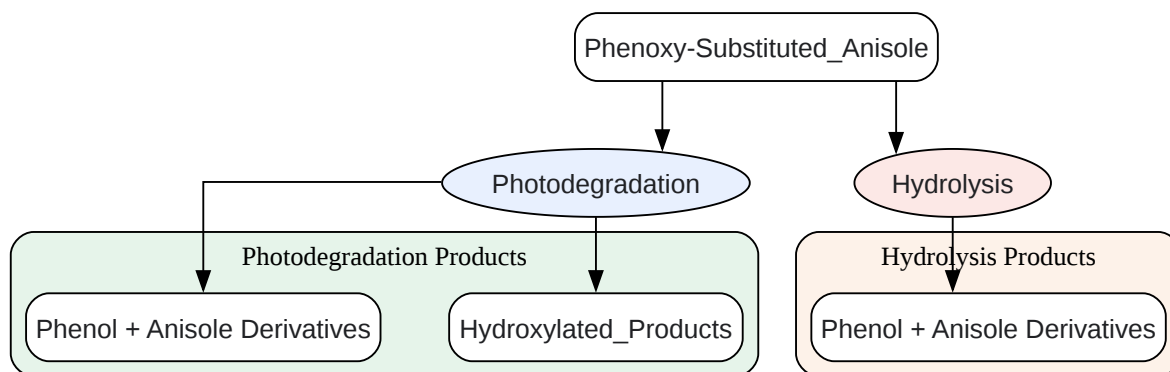 Phenoxy-Substituted_Anisole
Photodegradation
Hydrolysis
Photodegradation Products
Hydrolysis Products
Phenol + Anisole Derivatives
Hydroxylated_Products
Phenol + Anisole Derivatives